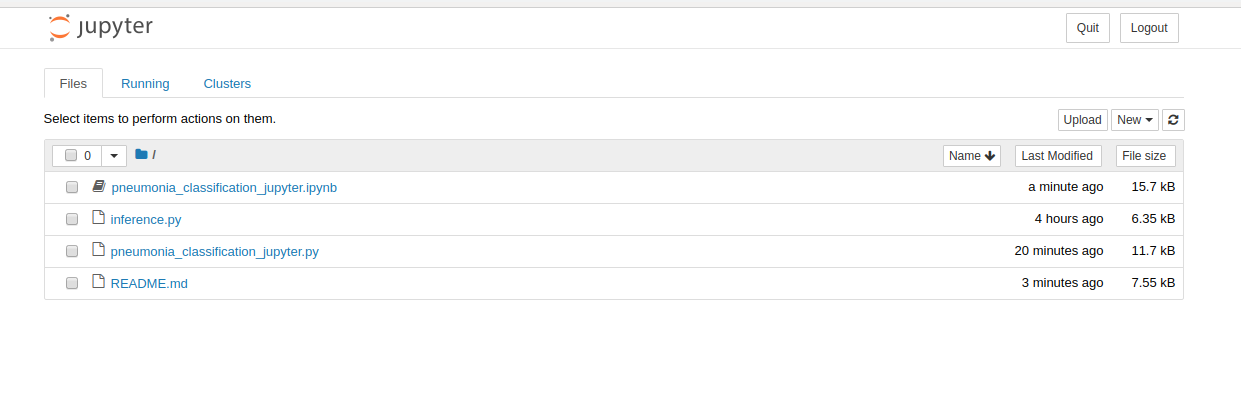 jupyter Quit Logout
Files Running Clusters
Select items to perform actions on them. Upload New
0 / Name Last Modified File size
pneumonia_classification_jupyter.ipynb a minute ago 15.7 kB
inference.py 4 hours ago 6.35 kB
pneumonia_classification_jupyter.py 20 minutes ago 11.7 kB
README.md 3 minutes ago 7.55 kB